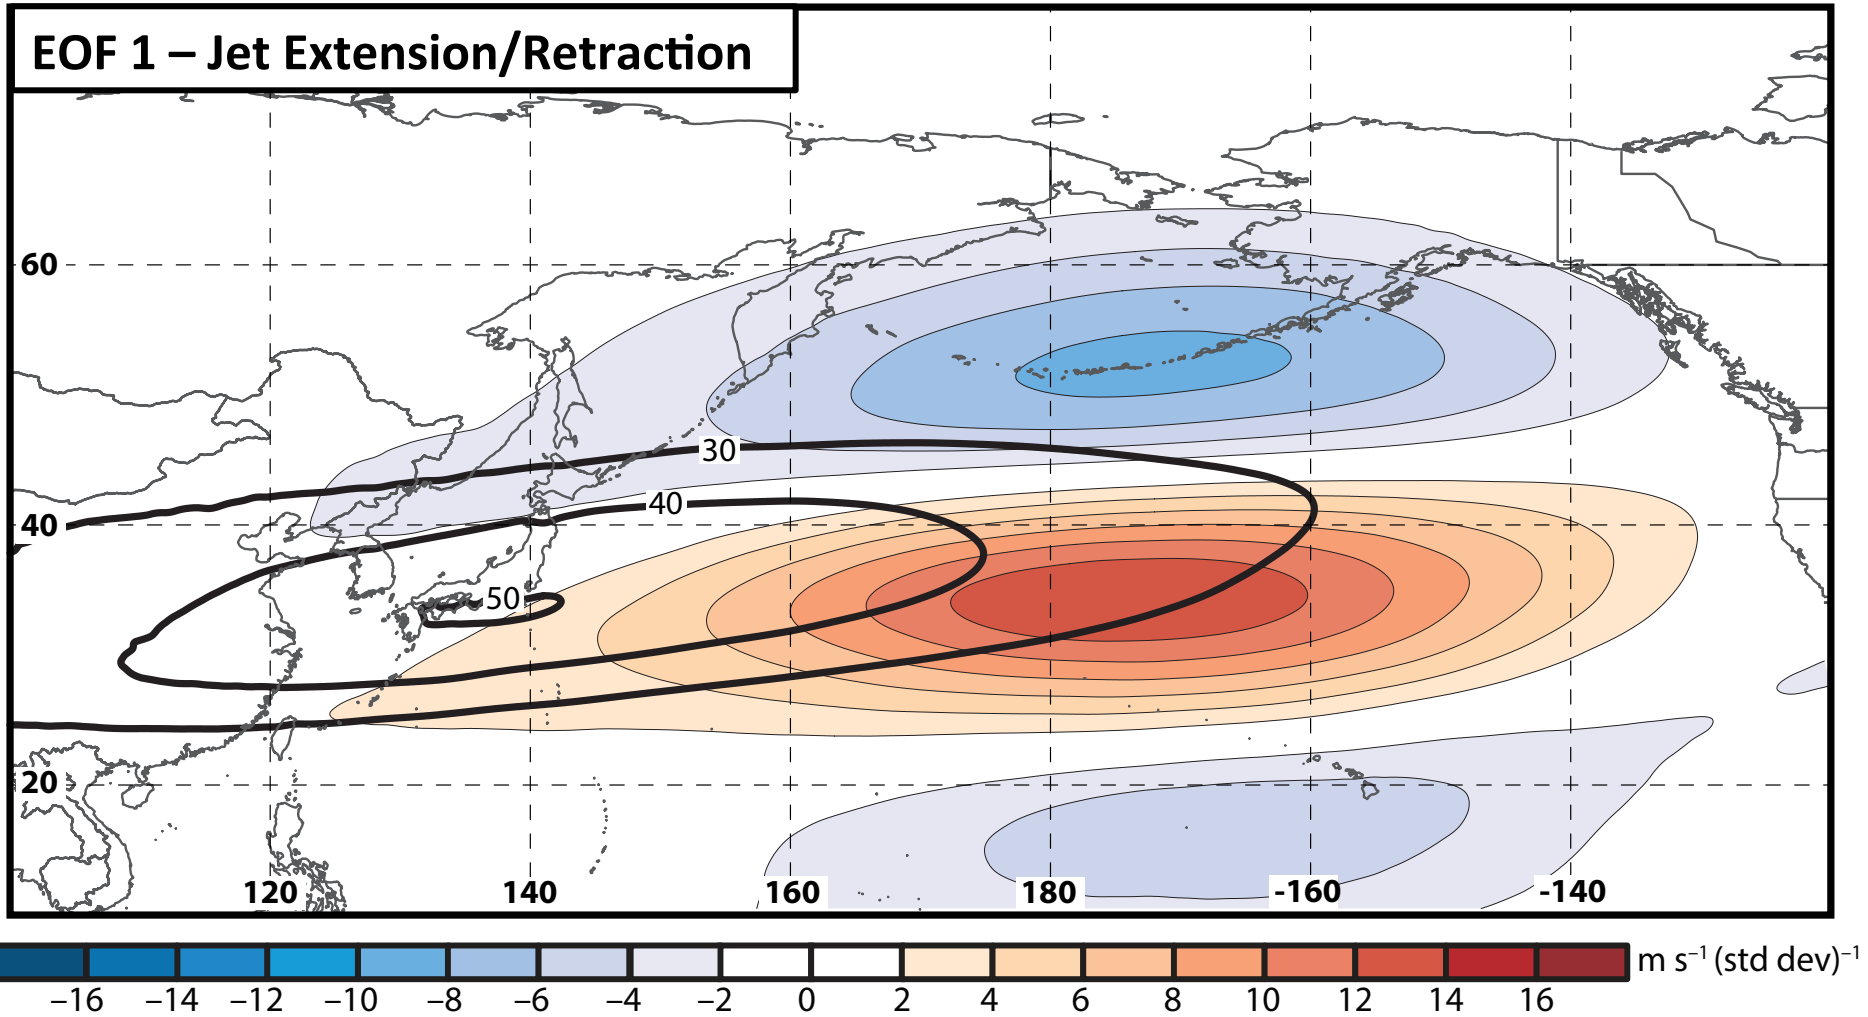 EOF 1 – Jet Extension/Retraction
60
30
40
40
50
20
120 140 160 180 -160 -140
m s⁻¹ (std dev)⁻¹
−16 −14 −12 −10 −8 −6 −4 −2 0 2 4 6 8 10 12 14 16